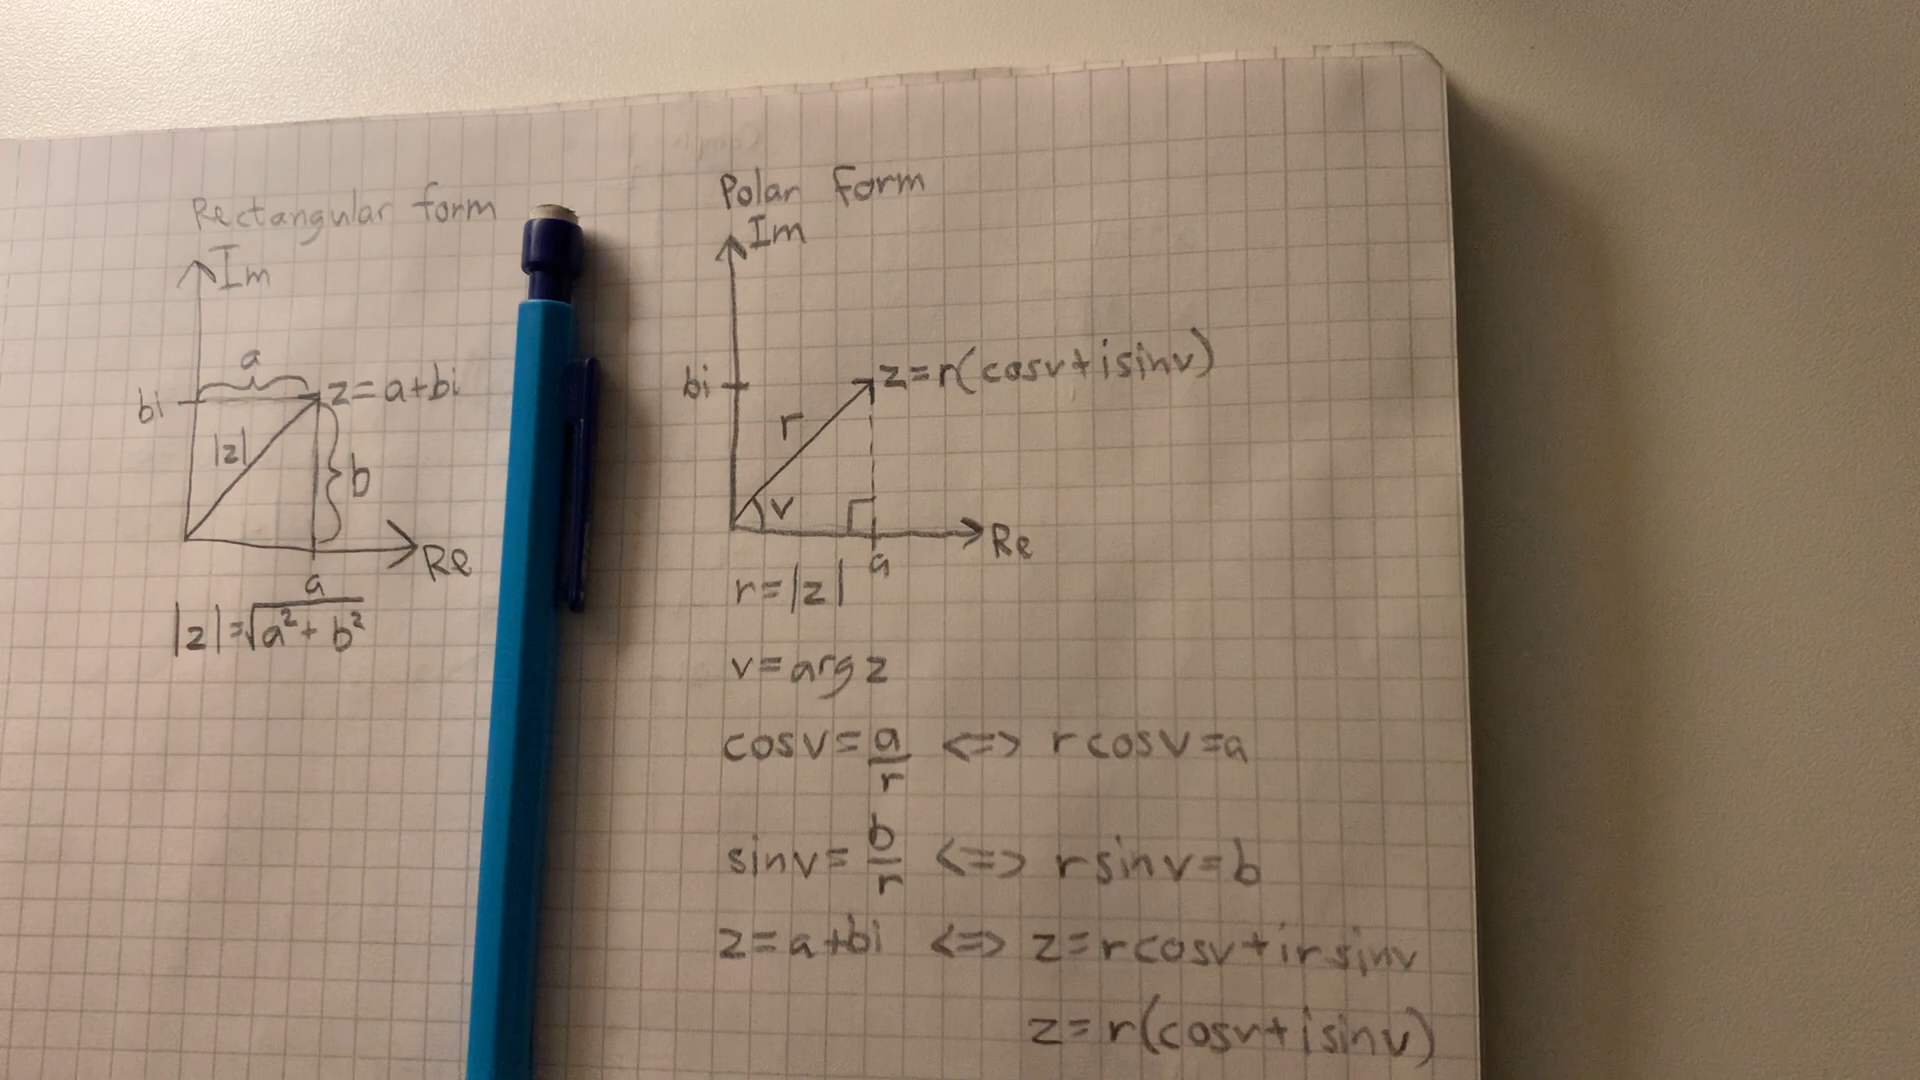 Rectangular form
Im
a
bi
z=a+bi
|z|
b
Re
a
|z|=√a²+b²
Polar form
Im
bi
z=r(cosv+isinv)
r
v
Re
a
r=|z|
v=arg z
cosv=a/r <=> rcosv=a
sinv=b/r <=> rsinv=b
z=a+bi <=> z=rcosv+irsinv
z=r(cosv+isinv)